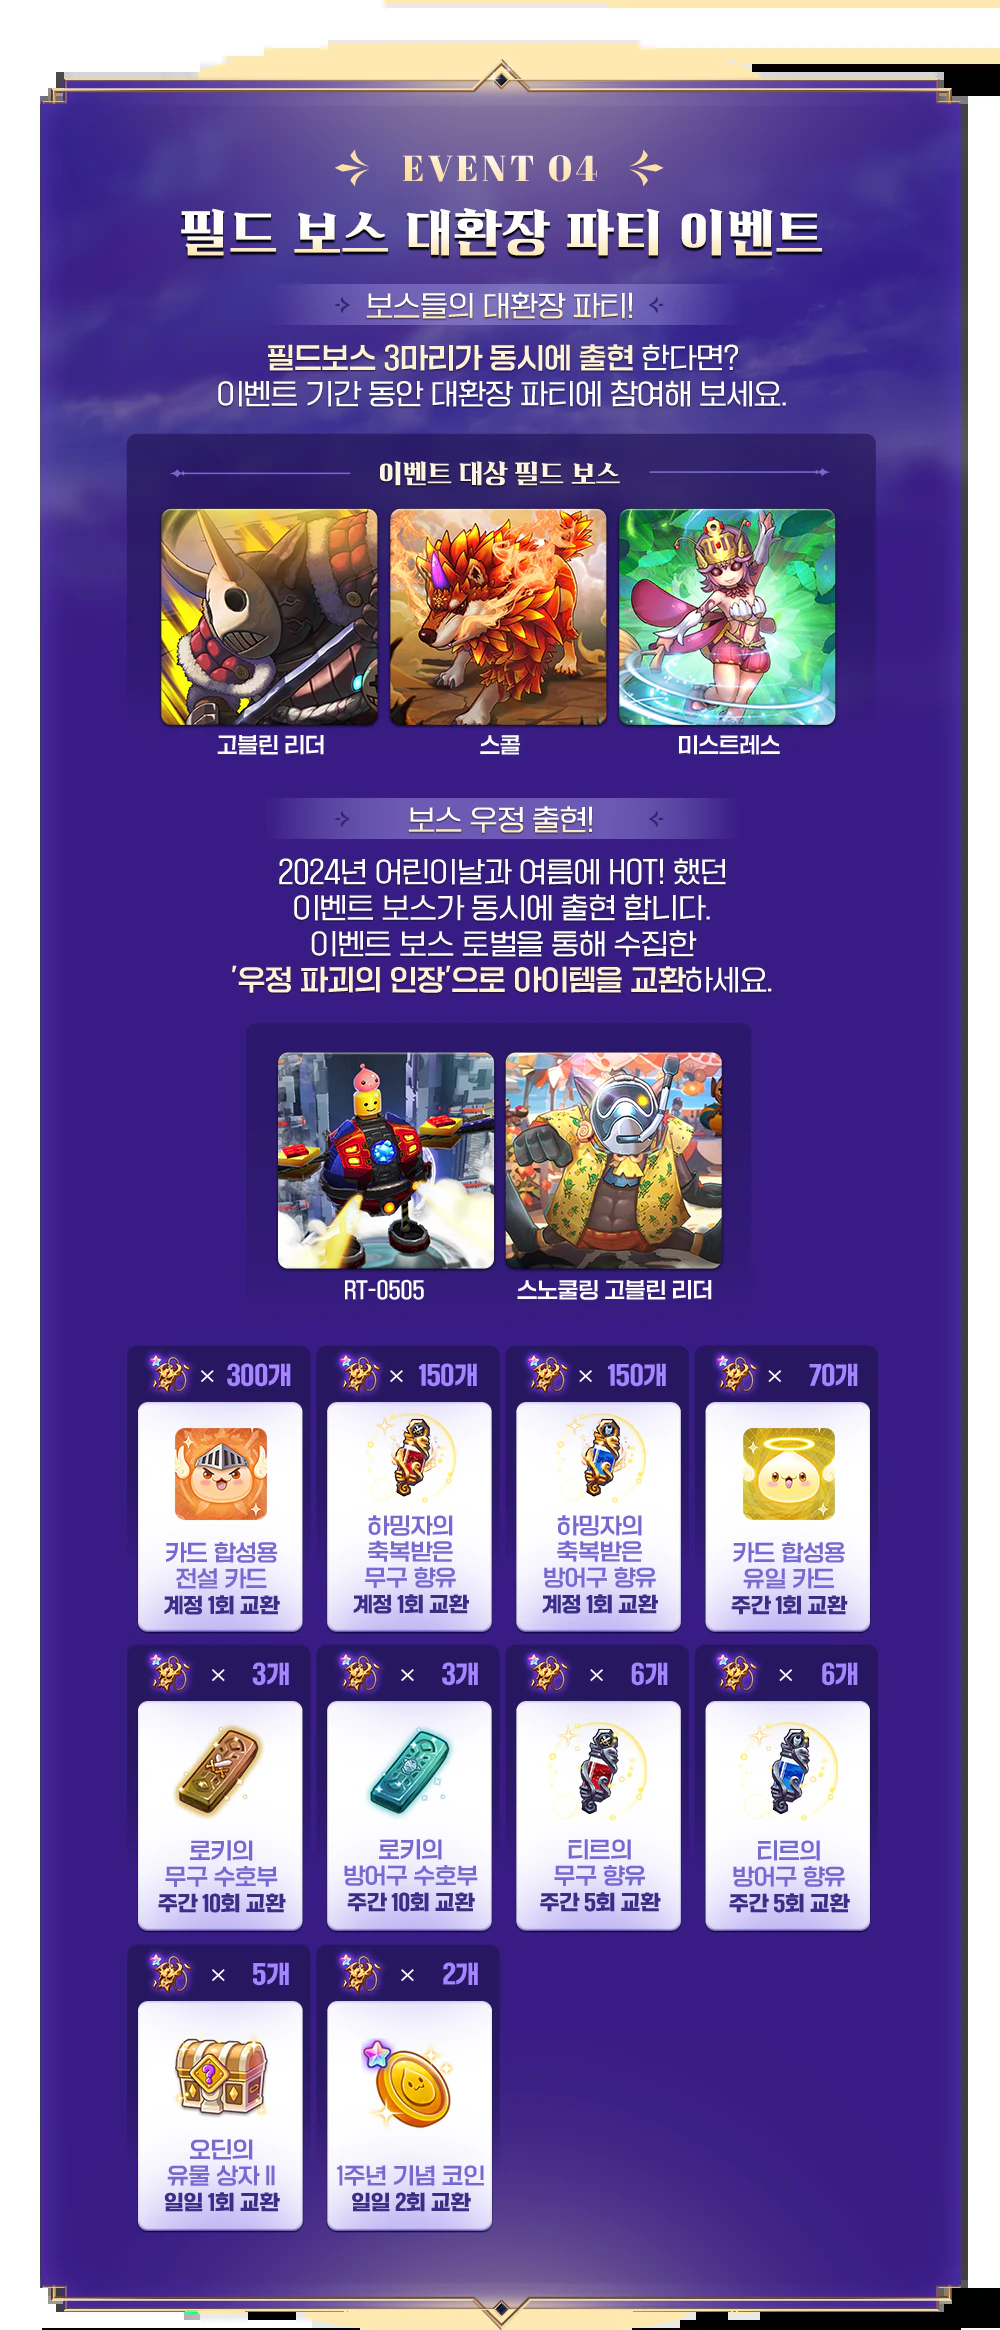 EVENT 04
필드 보스 대환장 파티 이벤트
보스들의 대환장 파티!
필드보스 3마리가 동시에 출현 한다면?
이벤트 기간 동안 대환장 파티에 참여해 보세요.
이벤트 대상 필드 보스
고블린 리더
스콜
미스트레스
보스 우정 출현!
2024년 어린이날과 여름에 HOT! 했던
이벤트 보스가 동시에 출현 합니다.
이벤트 보스 토벌을 통해 수집한
'우정 파괴의 인장'으로 아이템을 교환하세요.
RT-0505
스노쿨링 고블린 리더
× 300개
× 150개
× 150개
× 70개
카드 합성용
전설 카드
계정 1회 교환
하밍자의
축복받은
무구 향유
계정 1회 교환
하밍자의
축복받은
방어구 향유
계정 1회 교환
카드 합성용
유일 카드
주간 1회 교환
× 3개
× 3개
× 6개
× 6개
로키의
무구 수호부
주간 10회 교환
로키의
방어구 수호부
주간 10회 교환
티르의
무구 향유
주간 5회 교환
티르의
방어구 향유
주간 5회 교환
× 5개
× 2개
오딘의
유물 상자 II
일일 1회 교환
1주년 기념 코인
일일 2회 교환